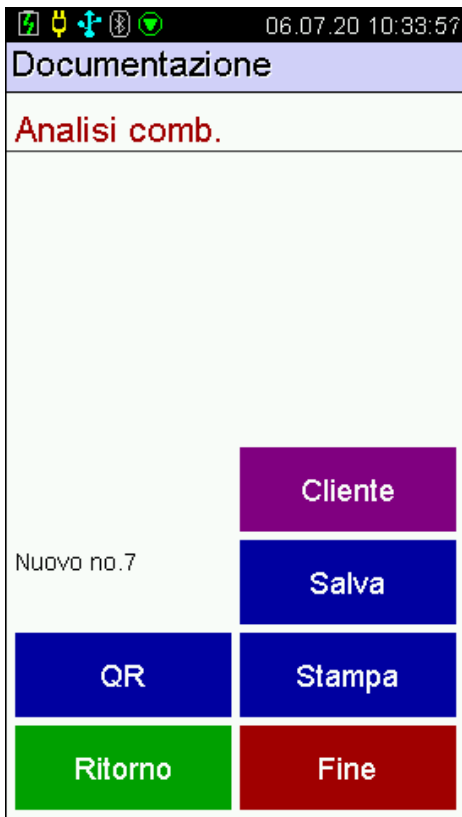 06.07.20 10:33:57
Documentazione
Analisi comb.
Cliente
Nuovo no.7
Salva
QR
Stampa
Ritorno
Fine